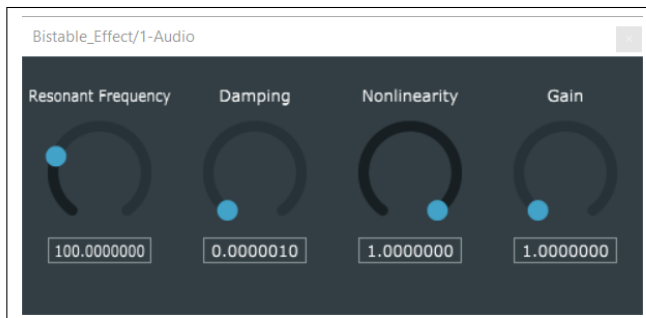 Bistable_Effect/1-Audio
Resonant Frequency Damping Nonlinearity Gain
100.0000000 0.0000010 1.0000000 1.0000000